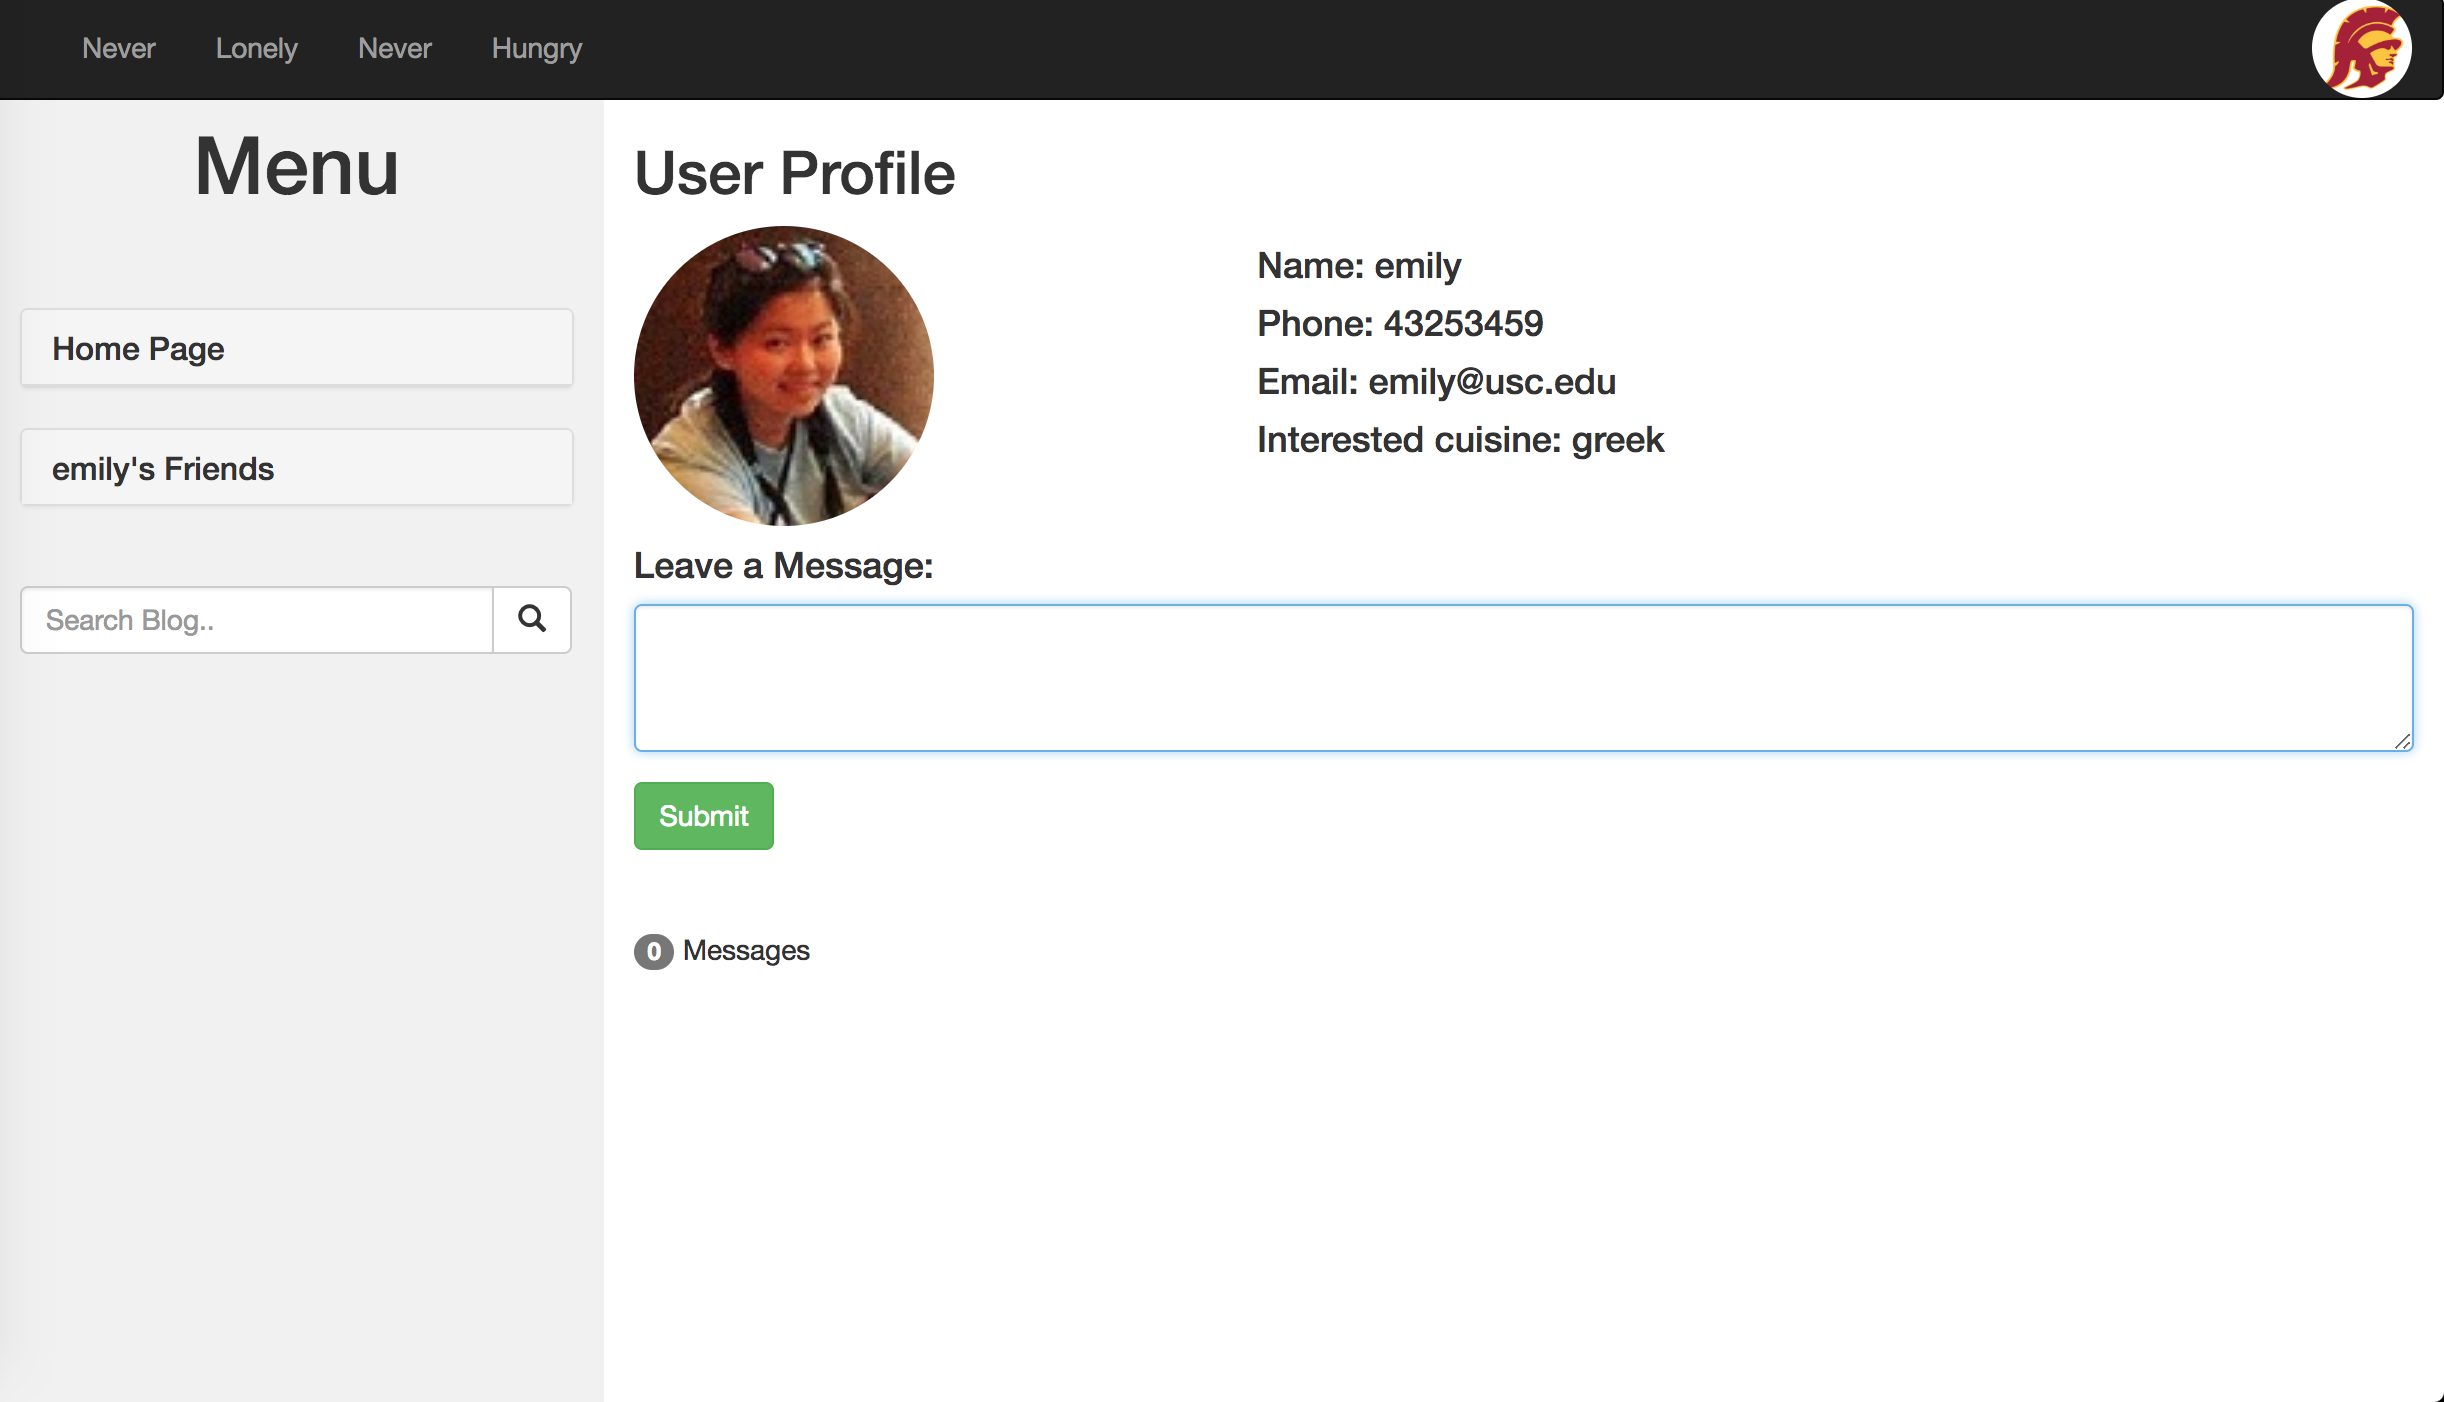 Never Lonely Never Hungry
Menu
Home Page
emily's Friends
Search Blog..
User Profile
Name: emily
Phone: 43253459
Email: emily@usc.edu
Interested cuisine: greek
Leave a Message:
Submit
0 Messages